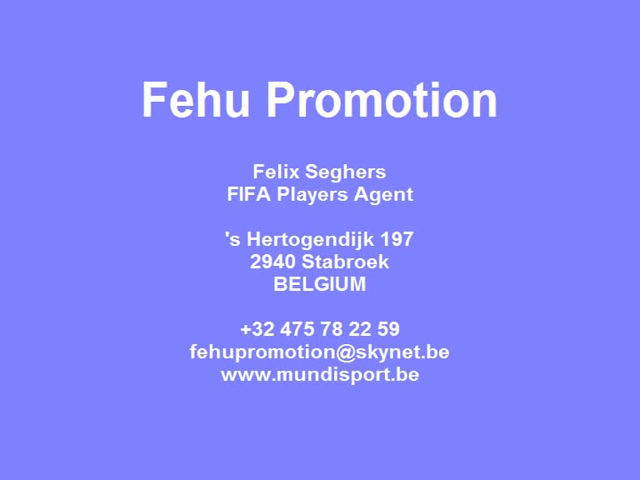 Fehu Promotion
Felix Seghers
FIFA Players Agent
's Hertogendijk 197
2940 Stabroek
BELGIUM
+32 475 78 22 59
fehupromotion@skynet.be
www.mundisport.be